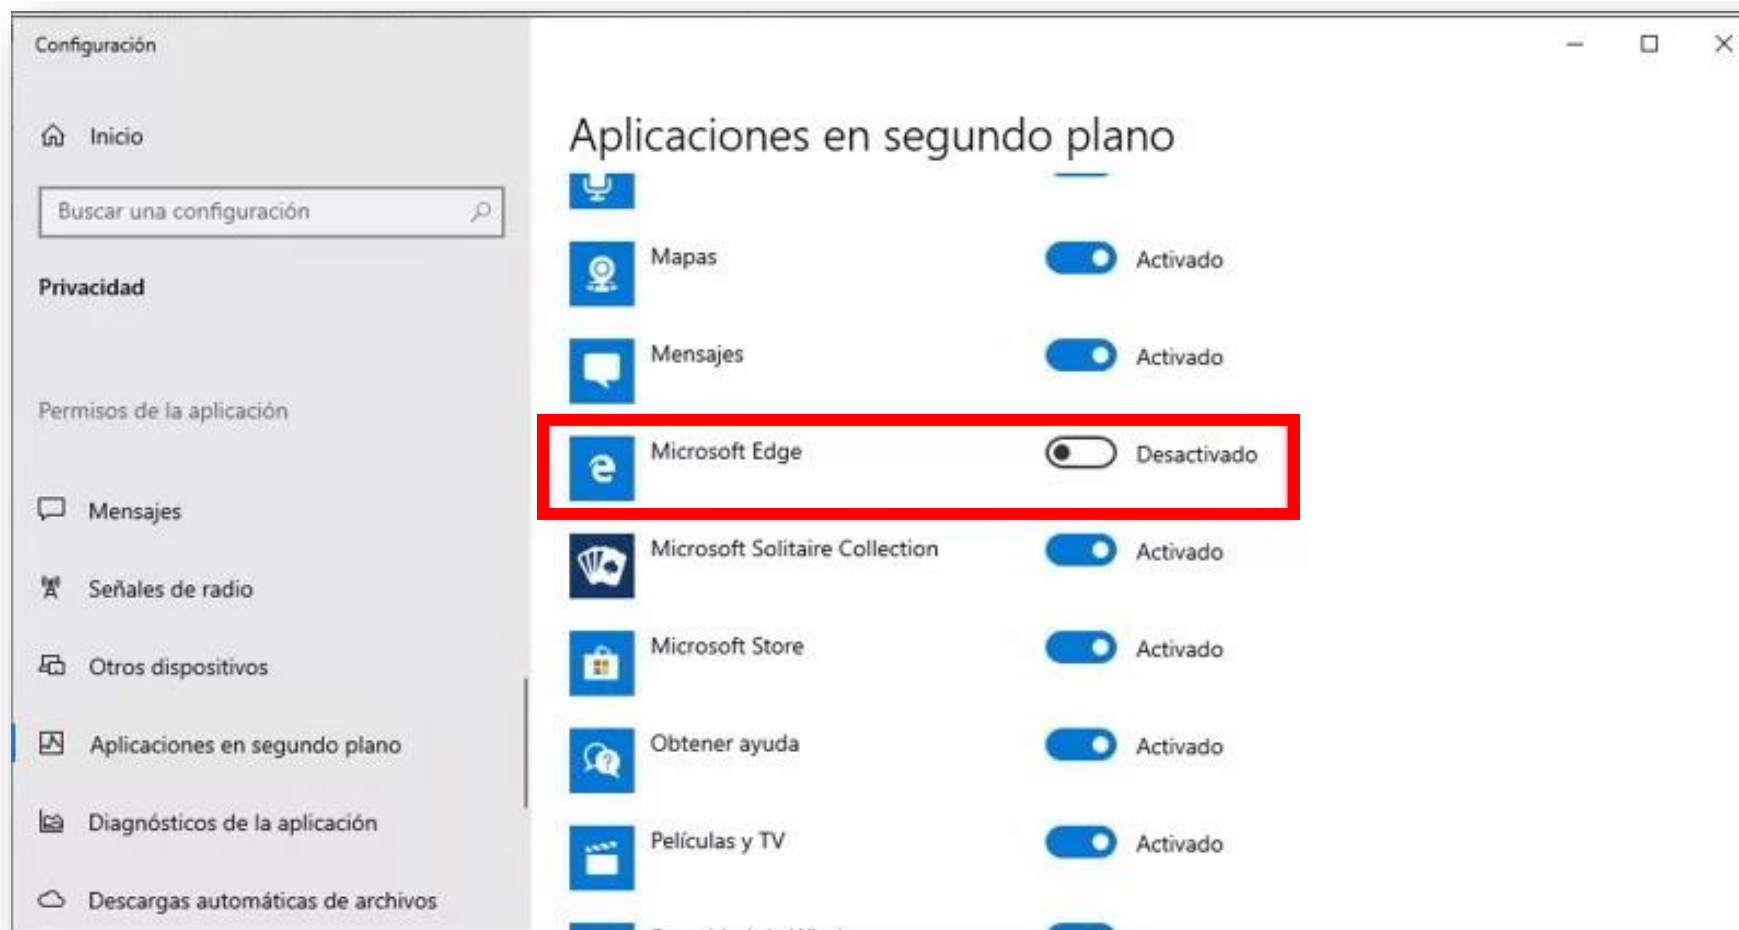 Configuración
Inicio
Buscar una configuración
Privacidad
Permisos de la aplicación
Mensajes
Señales de radio
Otros dispositivos
Aplicaciones en segundo plano
Diagnósticos de la aplicación
Descargas automáticas de archivos
Aplicaciones en segundo plano
Mapas Activado
Mensajes Activado
Microsoft Edge Desactivado
Microsoft Solitaire Collection Activado
Microsoft Store Activado
Obtener ayuda Activado
Películas y TV Activado